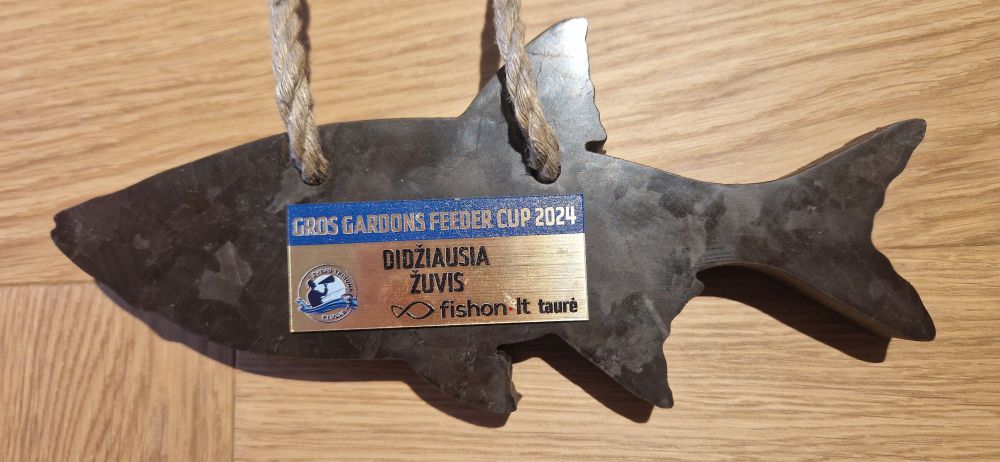 GROS GARDONS FEEDER CUP 2024
DIDŽIAUSIA
ŽUVIS
fishon.lt taurė